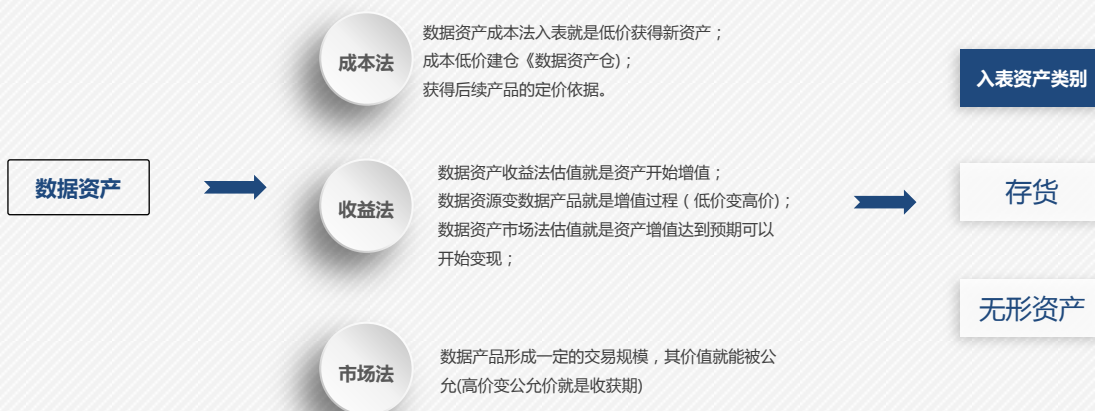 数据资产
成本法
数据资产成本法入表就是低价获得新资产；
成本低价建仓《数据资产仓)；
获得后续产品的定价依据。
收益法
数据资产收益法估值就是资产开始增值；
数据资源变数据产品就是增值过程（低价变高价)；
数据资产市场法估值就是资产增值达到预期可以
开始变现；
市场法
数据产品形成一定的交易规模，其价值就能被公
允(高价变公允价就是收获期)
入表资产类别
存货
无形资产